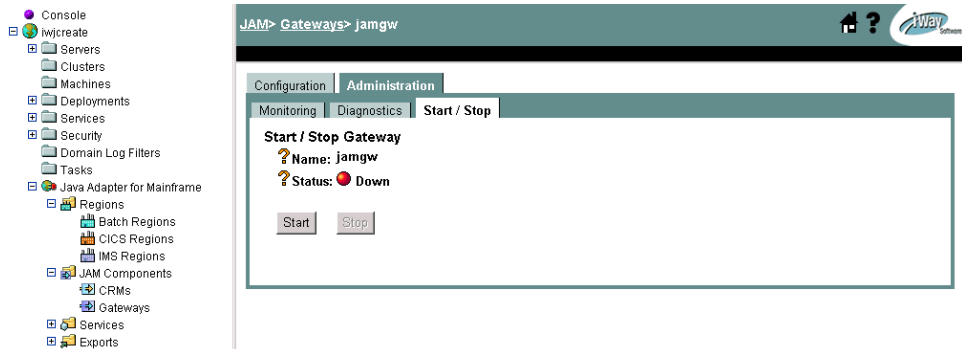 Console
iwjcreate
Servers
Clusters
Machines
Deployments
Services
Security
Domain Log Filters
Tasks
Java Adapter for Mainframe
Regions
Batch Regions
CICS Regions
IMS Regions
JAM Components
CRMs
Gateways
Services
Exports
JAM> Gateways> jamgw
?
iWay
Software
Configuration Administration
Monitoring Diagnostics Start / Stop
Start / Stop Gateway
?Name: jamgw
?Status: Down
Start Stop